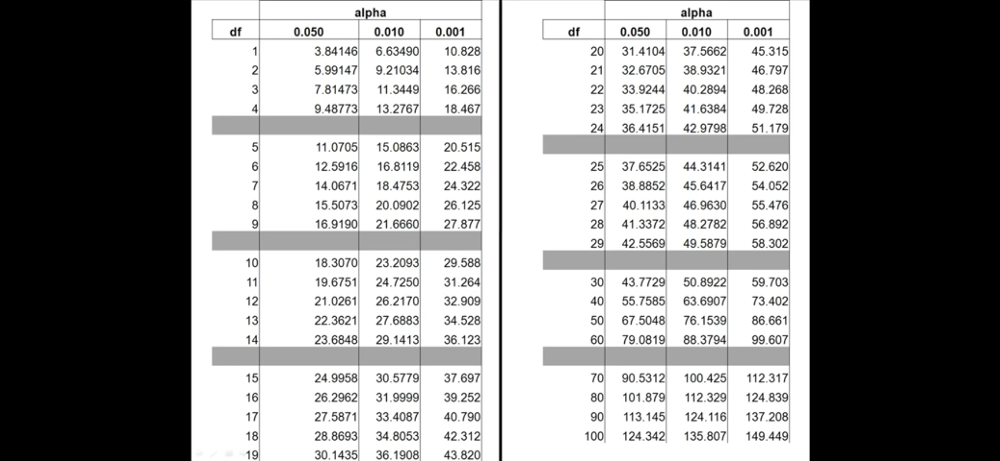 alpha
df 0.050 0.010 0.001
1 3.84146 6.63490 10.828
2 5.99147 9.21034 13.816
3 7.81473 11.3449 16.266
4 9.48773 13.2767 18.467
5 11.0705 15.0863 20.515
6 12.5916 16.8119 22.458
7 14.0671 18.4753 24.322
8 15.5073 20.0902 26.125
9 16.9190 21.6660 27.877
10 18.3070 23.2093 29.588
11 19.6751 24.7250 31.264
12 21.0261 26.2170 32.909
13 22.3621 27.6883 34.528
14 23.6848 29.1413 36.123
15 24.9958 30.5779 37.697
16 26.2962 31.9999 39.252
17 27.5871 33.4087 40.790
18 28.8693 34.8053 42.312
19 30.1435 36.1908 43.820
alpha
df 0.050 0.010 0.001
20 31.4104 37.5662 45.315
21 32.6705 38.9321 46.797
22 33.9244 40.2894 48.268
23 35.1725 41.6384 49.728
24 36.4151 42.9798 51.179
25 37.6525 44.3141 52.620
26 38.8852 45.6417 54.052
27 40.1133 46.9630 55.476
28 41.3372 48.2782 56.892
29 42.5569 49.5879 58.302
30 43.7729 50.8922 59.703
40 55.7585 63.6907 73.402
50 67.5048 76.1539 86.661
60 79.0819 88.3794 99.607
70 90.5312 100.425 112.317
80 101.879 112.329 124.839
90 113.145 124.116 137.208
100 124.342 135.807 149.449